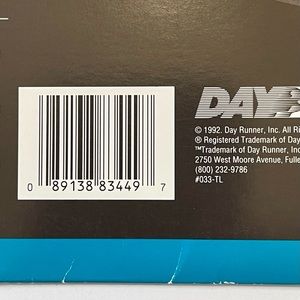 DAY
© 1992. Day Runner, Inc. All Ri
® Registered Trademark of Day
™Trademark of Day Runner, Inc.
2750 West Moore Avenue, Fulle
(800) 232-9786
#033-TL
0 89138 83449 7